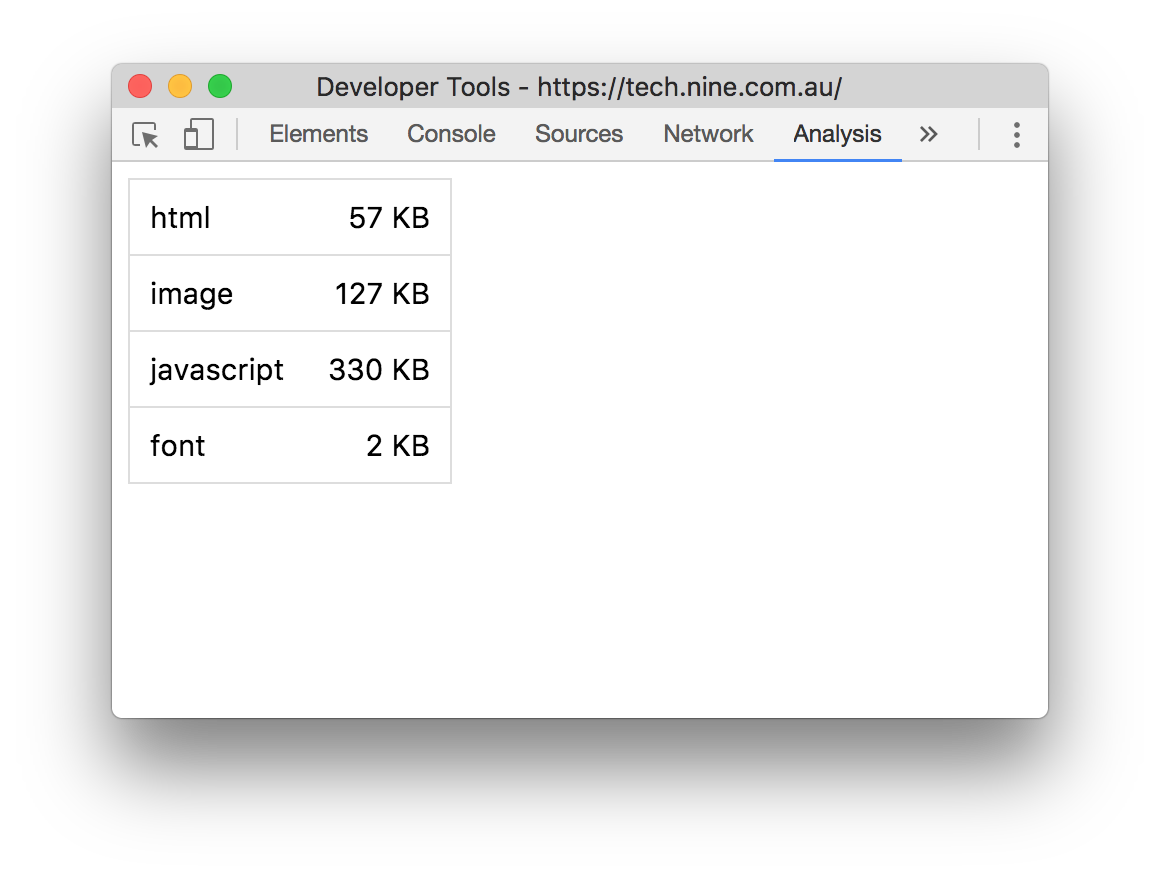 Developer Tools - https://tech.nine.com.au/
Elements Console Sources Network Analysis »
html 57 KB
image 127 KB
javascript 330 KB
font 2 KB